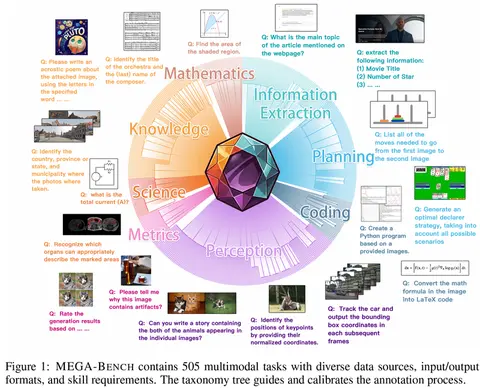 Q: Please write an
acrostic poem about
the attached image,
using the letters in
the specified
word ... ...
Q: Identify the title
of the orchestra and
the (last) name of
the composer.
Q: Find the area of
the shaded region.
Q: What is the main topic
of the article mentioned on
the webpage?
Q: extract the
following information:
(1) Movie Title
(2) Number of Star
(3) ... ...
Mathematics
Information
Extraction
Knowledge
Planning
Science
Coding
Metrics
Perception
Q: Identify the
country, province or
state, and
municipality where
the photos where
taken.
Q: what is the
total current (A)?
Q: List all of the
moves needed to go
from the first image to
the second image
Q: Create a
Python program
based on a
provided images.
Q: Generate an
optimal declarer
strategy, taking into
account all possible
scenarios
Q: Recognize which
organs can appropriately
describe the marked areas
Q: Convert the math
formula in the image
into LaTeX code
Q: Rate the
generation results
based on ... ...
Q: Please tell me
why this image
contains artifacts?
Q: Can you write a story containing
the both of the animals appearing in
the individual images?
Q: Identify the
positions of keypoints
by providing their
normalized coordinates.
Q: Track the car and
output the bounding
box coordinates in
each subsequent
frames.
Figure 1: MEGA-BENCH contains 505 multimodal tasks with diverse data sources, input/output
formats, and skill requirements. The taxonomy tree guides and calibrates the annotation process.